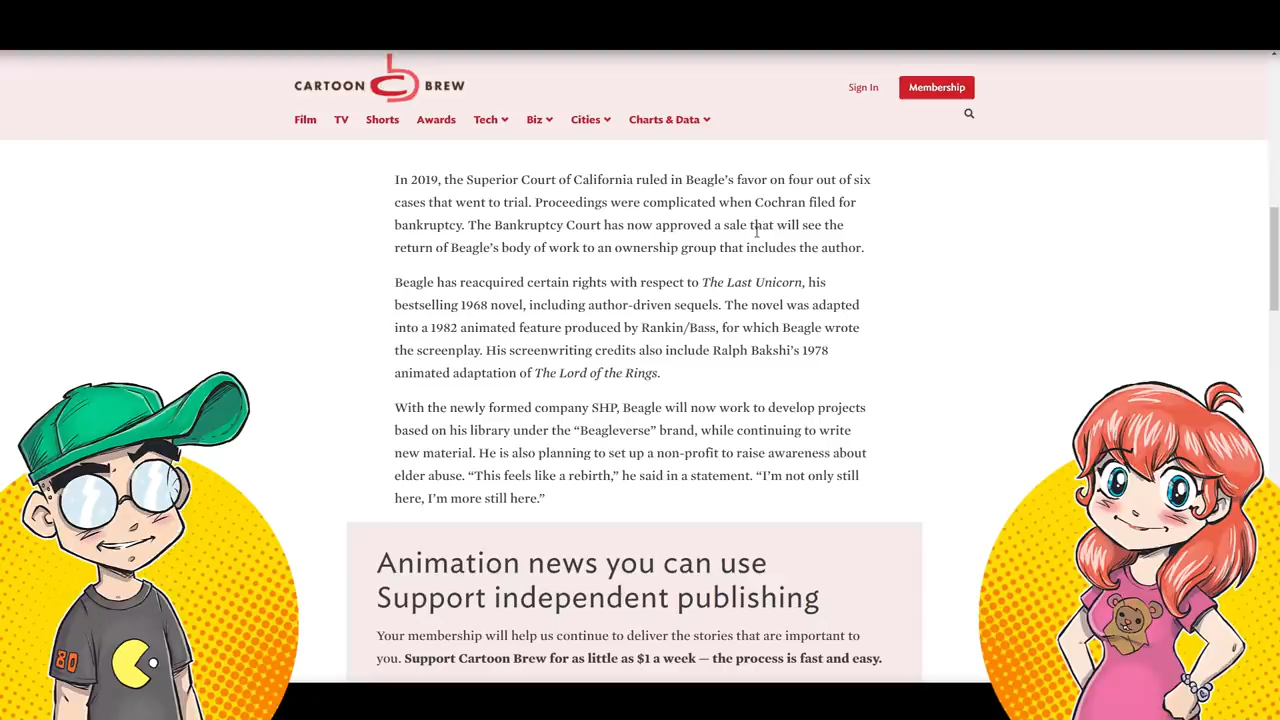 CARTOON BREW
Sign In
Membership
Film TV Shorts Awards Tech Biz Cities Charts & Data
In 2019, the Superior Court of California ruled in Beagle’s favor on four out of six
cases that went to trial. Proceedings were complicated when Cochran filed for
bankruptcy. The Bankruptcy Court has now approved a sale that will see the
return of Beagle’s body of work to an ownership group that includes the author.
Beagle has reacquired certain rights with respect to The Last Unicorn, his
bestselling 1968 novel, including author-driven sequels. The novel was adapted
into a 1982 animated feature produced by Rankin/Bass, for which Beagle wrote
the screenplay. His screenwriting credits also include Ralph Bakshi’s 1978
animated adaptation of The Lord of the Rings.
With the newly formed company SHP, Beagle will now work to develop projects
based on his library under the “Beagleverse” brand, while continuing to write
new material. He is also planning to set up a non-profit to raise awareness about
elder abuse. “This feels like a rebirth,” he said in a statement. “I’m not only still
here, I’m more still here.”
Animation news you can use
Support independent publishing
Your membership will help us continue to deliver the stories that are important to
you. Support Cartoon Brew for as little as $1 a week — the process is fast and easy.
80